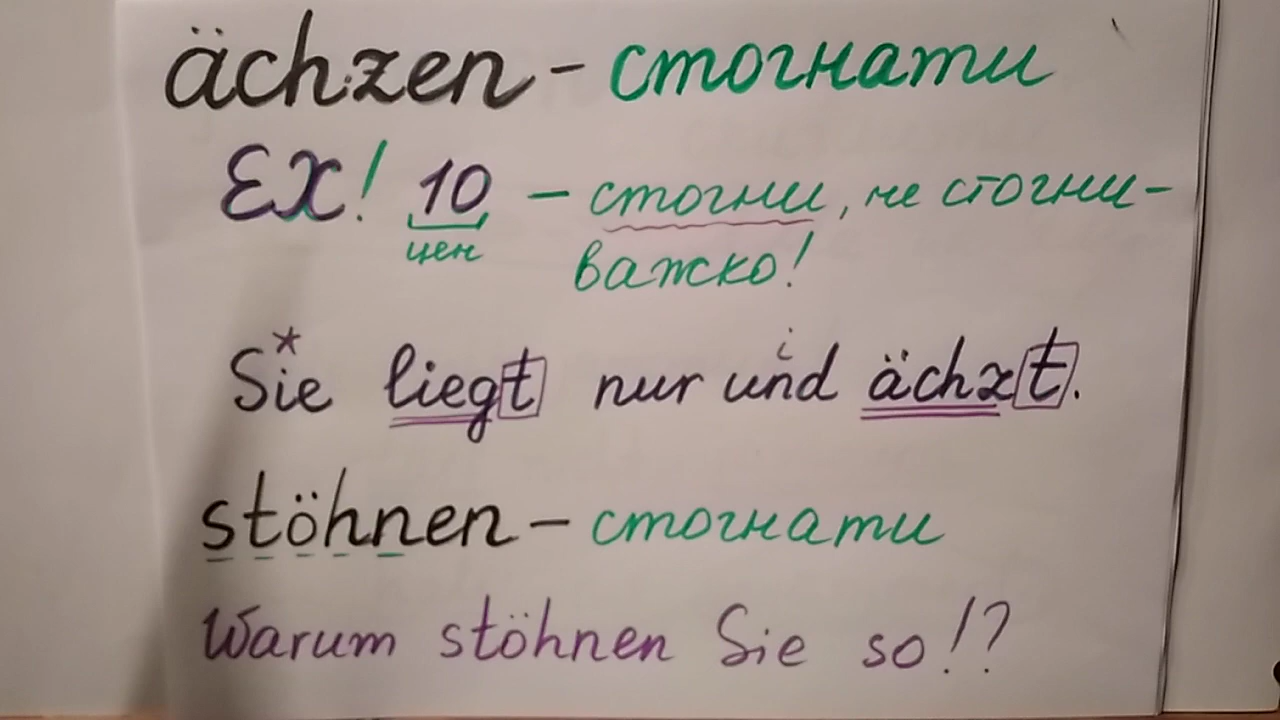 ächzen - стогнати
ЕХ! 10 - стогни, не стогни -
цен
важко!
Sie* liegt nur und ächzt.
stöhnen - стогнати
Warum stöhnen Sie so!?